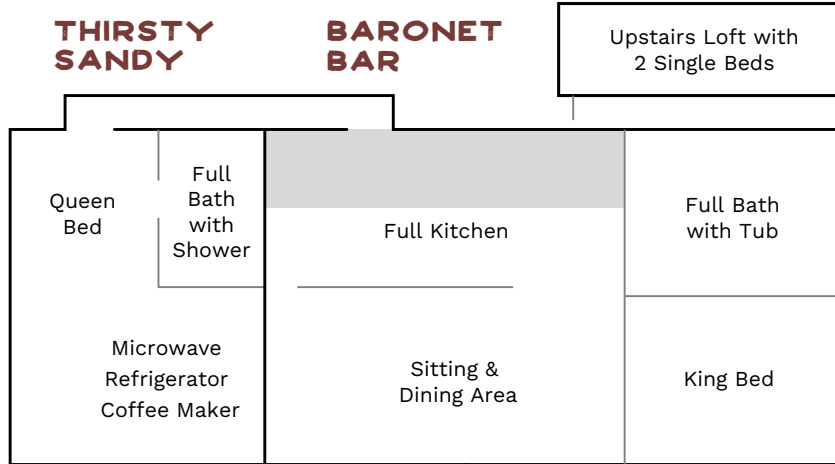 THIRSTY
SANDY
BARONET
BAR
Upstairs Loft with
2 Single Beds
Queen
Bed
Full
Bath
with
Shower
Full Kitchen
Full Bath
with Tub
Microwave
Refrigerator
Coffee Maker
Sitting &
Dining Area
King Bed